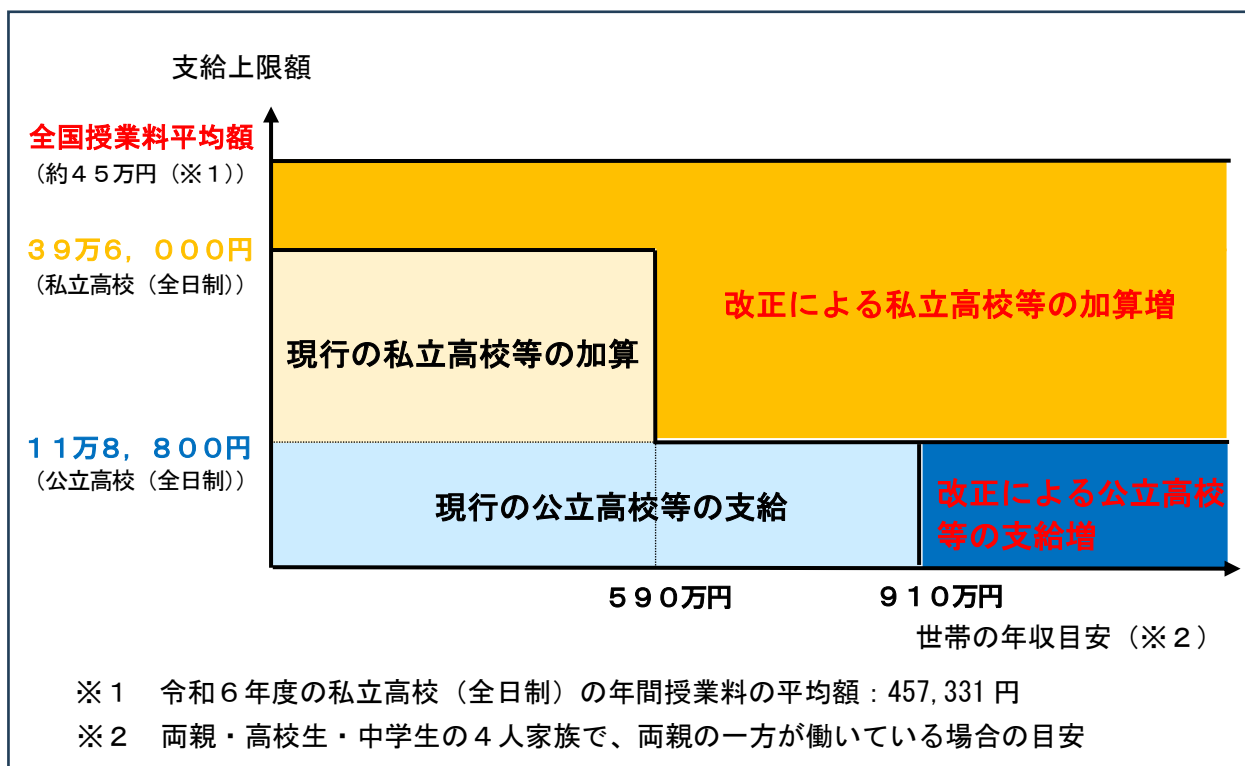 支給上限額
全国授業料平均額
（約４５万円（※１））
３９万６，０００円
（私立高校（全日制））
改正による私立高校等の加算増
現行の私立高校等の加算
１１万８，８００円
（公立高校（全日制））
現行の公立高校等の支給
改正による公立高校
等の支給増
５９０万円
９１０万円
世帯の年収目安（※２）
※１　令和６年度の私立高校（全日制）の年間授業料の平均額：457,331 円
※２　両親・高校生・中学生の４人家族で、両親の一方が働いている場合の目安